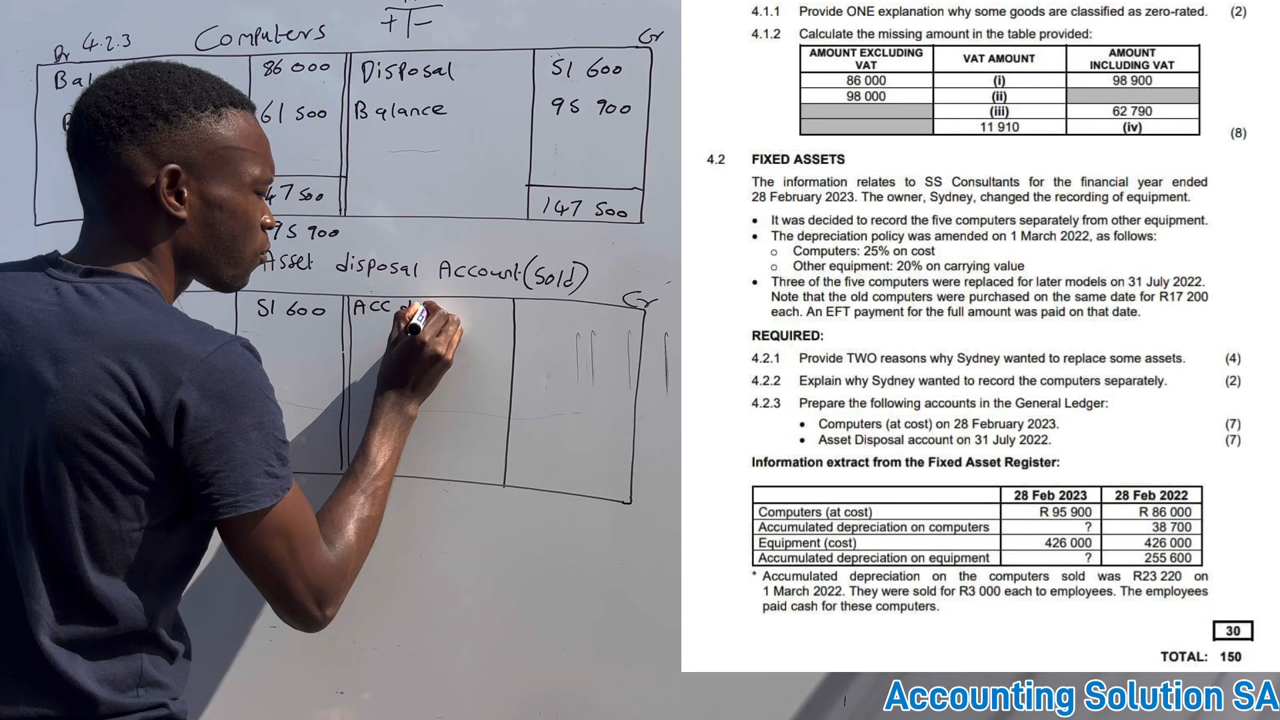 + -
Dr 4.2.3 Computers Cr
86 000 Disposal 51 600
61 500 Balance 95 900
47 500 147 500
95 900
Asset disposal Account (Sold)
Cr
51 600 Acc
4.1.1 Provide ONE explanation why some goods are classified as zero-rated. (2)
4.1.2 Calculate the missing amount in the table provided:
AMOUNT EXCLUDING VAT VAT AMOUNT AMOUNT INCLUDING VAT
86 000 (i) 98 900
98 000 (ii)
(iii) 62 790
11 910 (iv)
(8)
4.2 FIXED ASSETS
The information relates to SS Consultants for the financial year ended
28 February 2023. The owner, Sydney, changed the recording of equipment.
• It was decided to record the five computers separately from other equipment.
• The depreciation policy was amended on 1 March 2022, as follows:
o Computers: 25% on cost
o Other equipment: 20% on carrying value
• Three of the five computers were replaced for later models on 31 July 2022.
Note that the old computers were purchased on the same date for R17 200
each. An EFT payment for the full amount was paid on that date.
REQUIRED:
4.2.1 Provide TWO reasons why Sydney wanted to replace some assets. (4)
4.2.2 Explain why Sydney wanted to record the computers separately. (2)
4.2.3 Prepare the following accounts in the General Ledger:
• Computers (at cost) on 28 February 2023. (7)
• Asset Disposal account on 31 July 2022. (7)
Information extract from the Fixed Asset Register:
28 Feb 2023 28 Feb 2022
Computers (at cost) R 95 900 R 86 000
Accumulated depreciation on computers ? 38 700
Equipment (cost) 426 000 426 000
Accumulated depreciation on equipment ? 255 600
* Accumulated depreciation on the computers sold was R23 220 on
1 March 2022. They were sold for R3 000 each to employees. The employees
paid cash for these computers.
30
TOTAL: 150
Accounting Solution SA